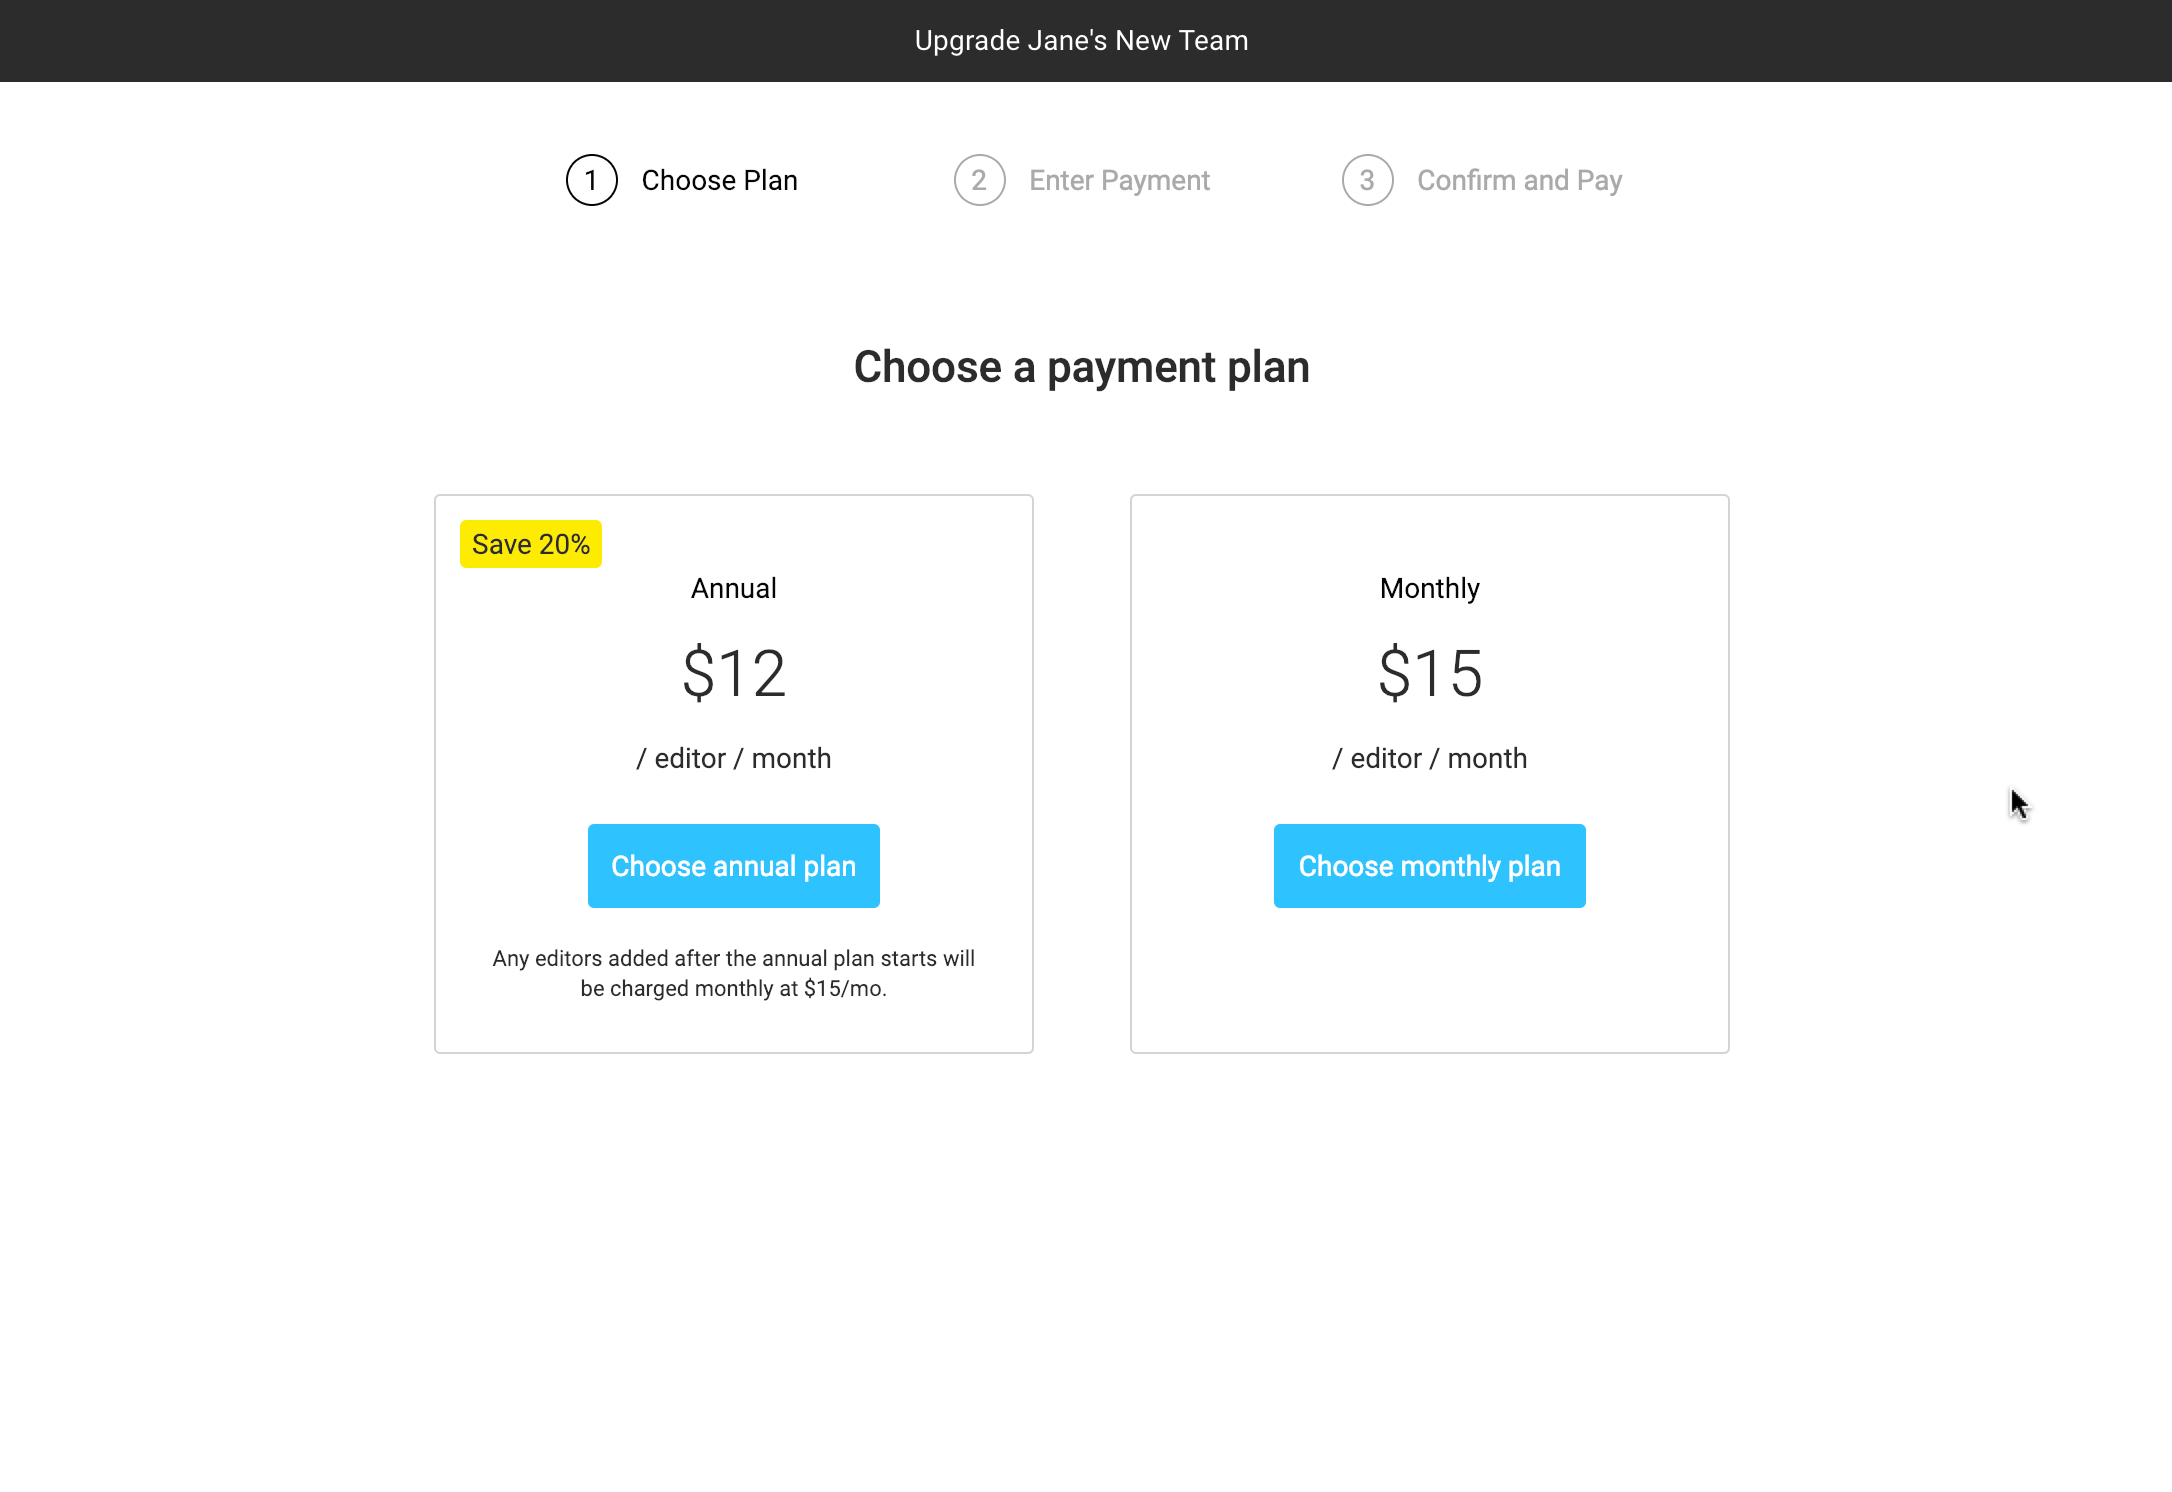 Upgrade Jane's New Team
1 Choose Plan
2 Enter Payment
3 Confirm and Pay
Choose a payment plan
Save 20%
Annual
$12
/ editor / month
Choose annual plan
Any editors added after the annual plan starts will
be charged monthly at $15/mo.
Monthly
$15
/ editor / month
Choose monthly plan